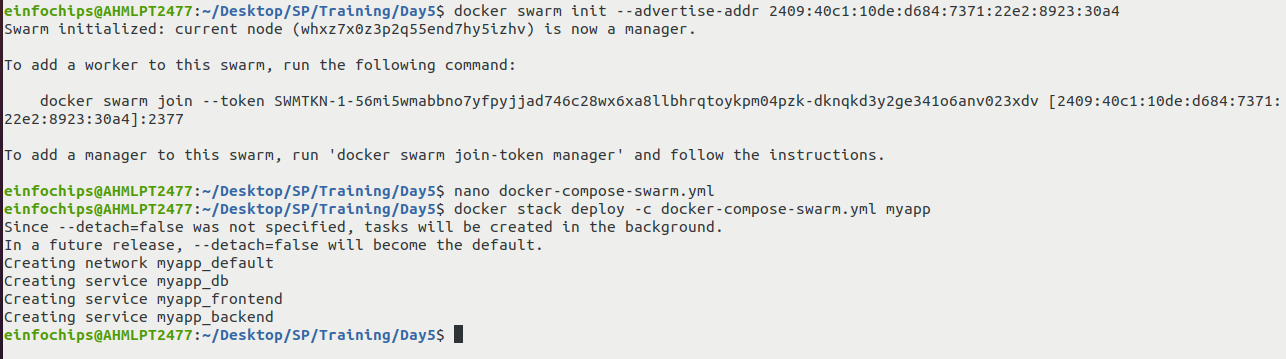 einfochips@AHMLPT2477:~/Desktop/SP/Training/Day5$ docker swarm init --advertise-addr 2409:40c1:10de:d684:7371:22e2:8923:30a4
Swarm initialized: current node (whxz7x0z3p2q55end7hy5izhv) is now a manager.
To add a worker to this swarm, run the following command:
docker swarm join --token SWMTKN-1-56mi5wmabbno7yfpyjjad746c28wx6xa8llbhrqtoykpm04pzk-dknqkd3y2ge341o6anv023xdv [2409:40c1:10de:d684:7371:
22e2:8923:30a4]:2377
To add a manager to this swarm, run 'docker swarm join-token manager' and follow the instructions.
einfochips@AHMLPT2477:~/Desktop/SP/Training/Day5$ nano docker-compose-swarm.yml
einfochips@AHMLPT2477:~/Desktop/SP/Training/Day5$ docker stack deploy -c docker-compose-swarm.yml myapp
Since --detach=false was not specified, tasks will be created in the background.
In a future release, --detach=false will become the default.
Creating network myapp_default
Creating service myapp_db
Creating service myapp_frontend
Creating service myapp_backend
einfochips@AHMLPT2477:~/Desktop/SP/Training/Day5$